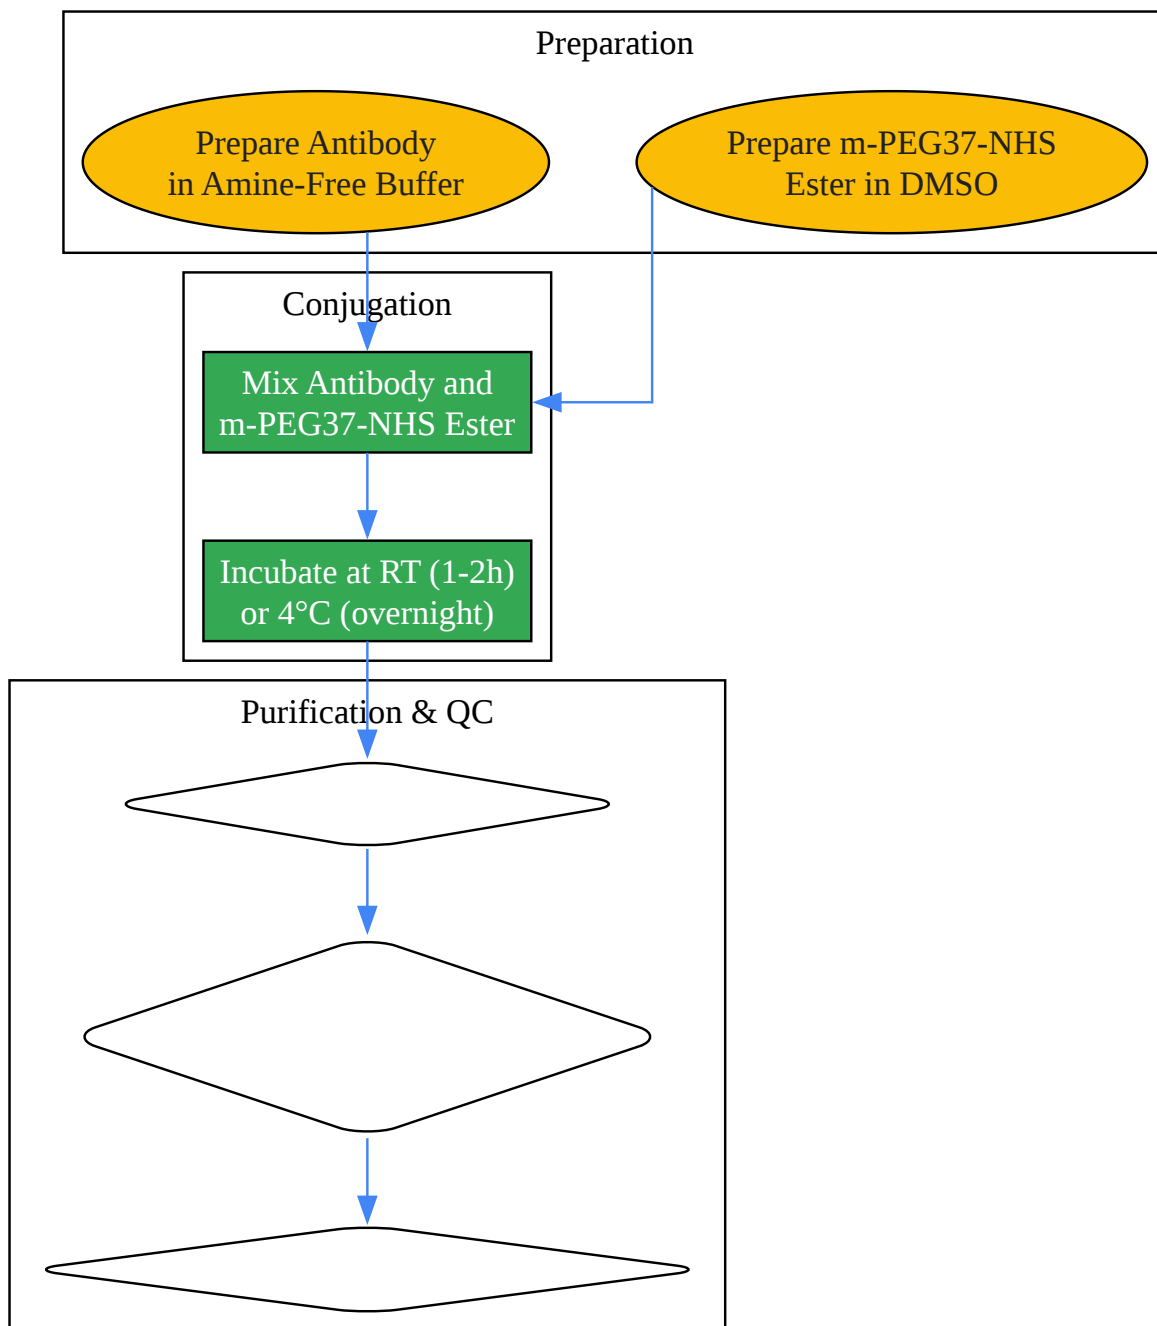 Preparation
Prepare Antibody
in Amine-Free Buffer
Prepare m-PEG37-NHS
Ester in DMSO
Conjugation
Mix Antibody and
m-PEG37-NHS Ester
Incubate at RT (1-2h)
or 4°C (overnight)
Purification & QC